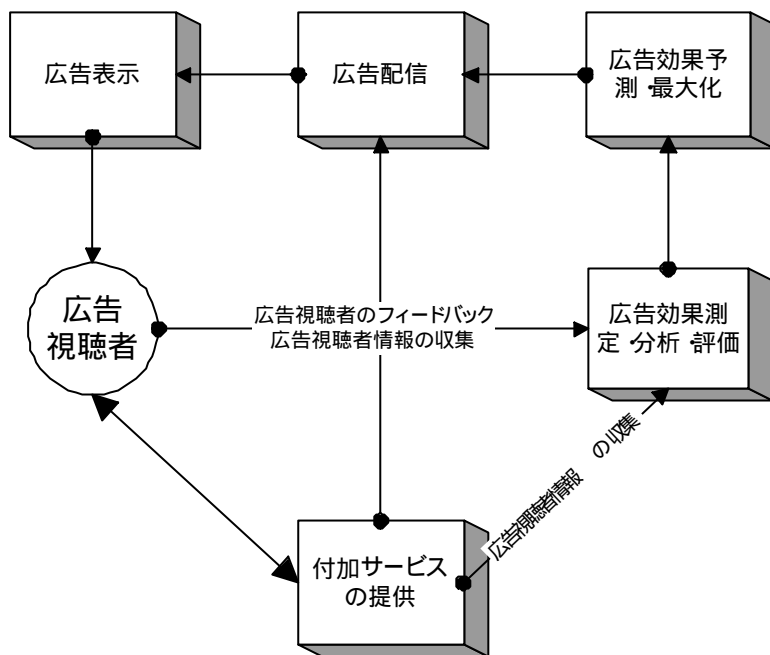 広告表示
広告配信
広告効果予
測・最大化
広告
視聴者
広告視聴者のフィードバック
広告視聴者情報の収集
広告効果測
定・分析・評価
広告視聴者情報 の収集
付加サービス
の提供